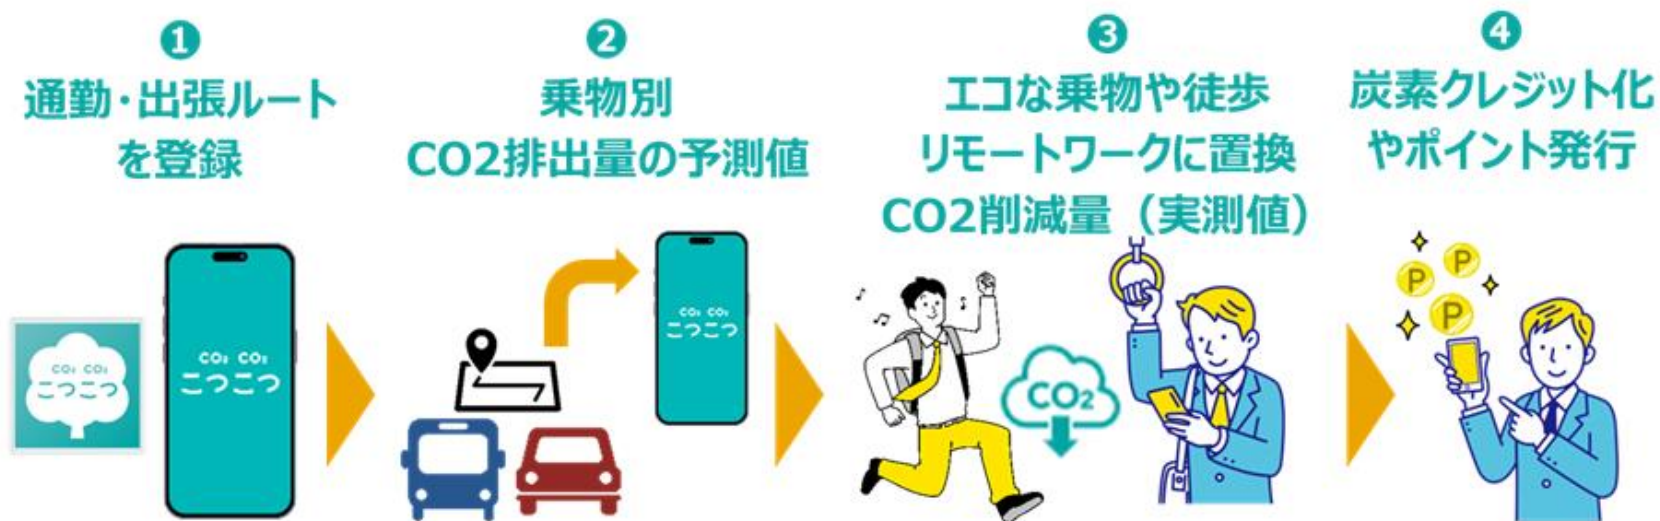 ❶
通勤・出張ルート
を登録
CO₂ CO₂
こつこつ
CO₂ CO₂
こつこつ
❷
乗物別
CO2排出量の予測値
CO₂ CO₂
こつこつ
❸
エコな乗物や徒歩
リモートワークに置換
CO2削減量（実測値）
CO2
❹
炭素クレジット化
やポイント発行
P
P
P